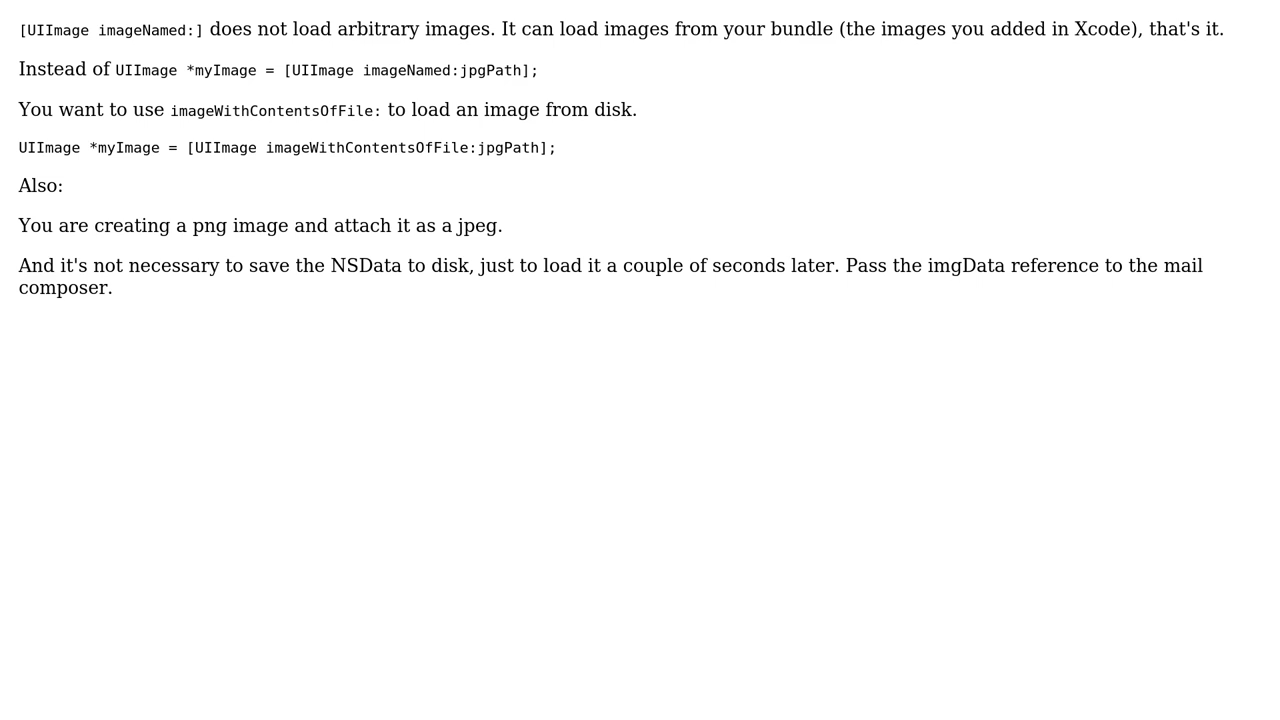 [UIImage imageNamed:] does not load arbitrary images. It can load images from your bundle (the images you added in Xcode), that's it.
Instead of UIImage *myImage = [UIImage imageNamed:jpgPath];
You want to use imageWithContentsOfFile: to load an image from disk.
UIImage *myImage = [UIImage imageWithContentsOfFile:jpgPath];
Also:
You are creating a png image and attach it as a jpeg.
And it's not necessary to save the NSData to disk, just to load it a couple of seconds later. Pass the imgData reference to the mail
composer.